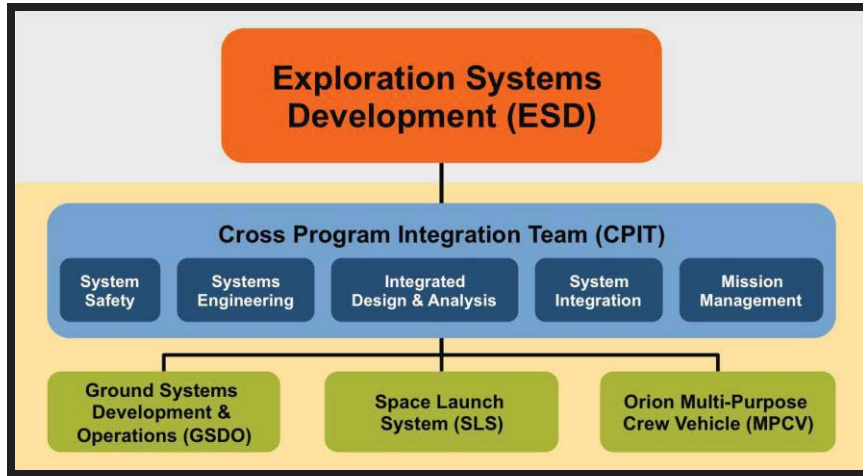 Exploration Systems
Development (ESD)
Cross Program Integration Team (CPIT)
System
Safety
Systems
Engineering
Integrated
Design & Analysis
System
Integration
Mission
Management
Ground Systems
Development &
Operations (GSDO)
Space Launch
System (SLS)
Orion Multi-Purpose
Crew Vehicle (MPCV)